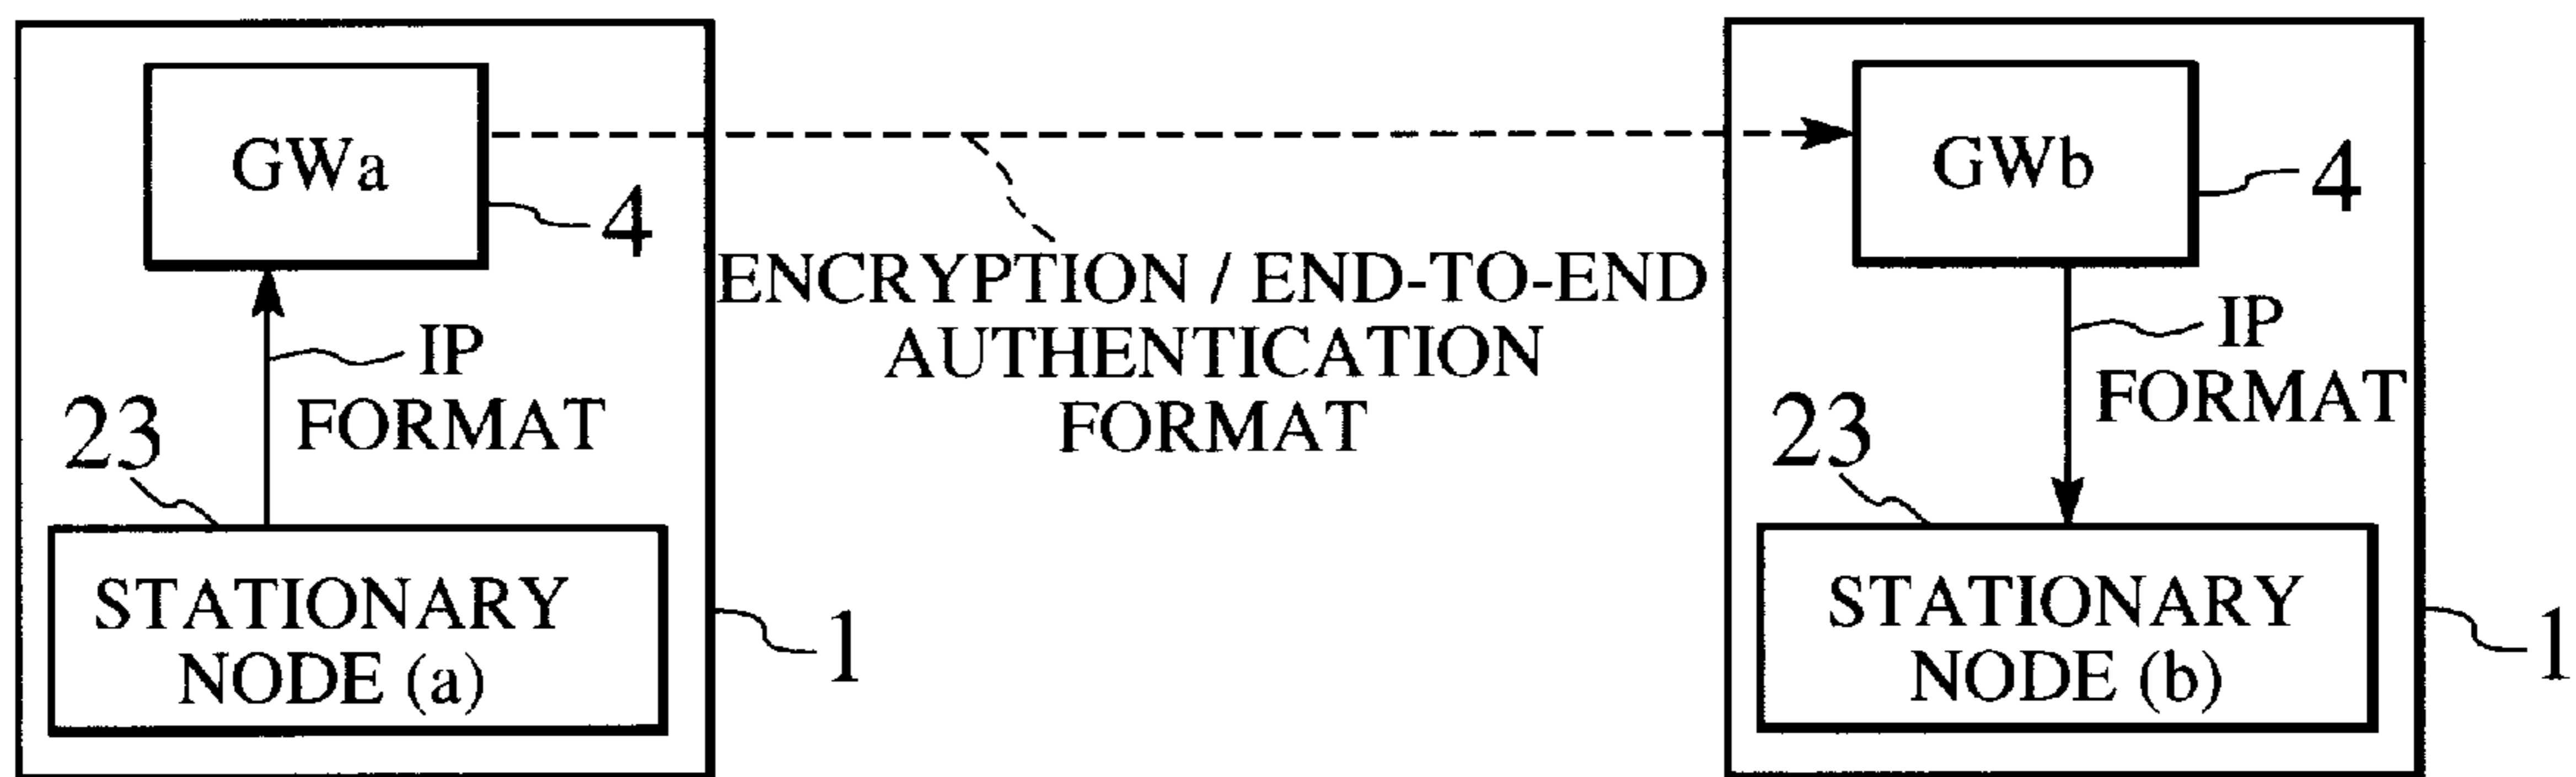 GWa
4
IP
FORMAT
23
STATIONARY
NODE (a)
1
ENCRYPTION / END-TO-END
AUTHENTICATION
FORMAT
GWb
4
IP
FORMAT
23
STATIONARY
NODE (b)
1